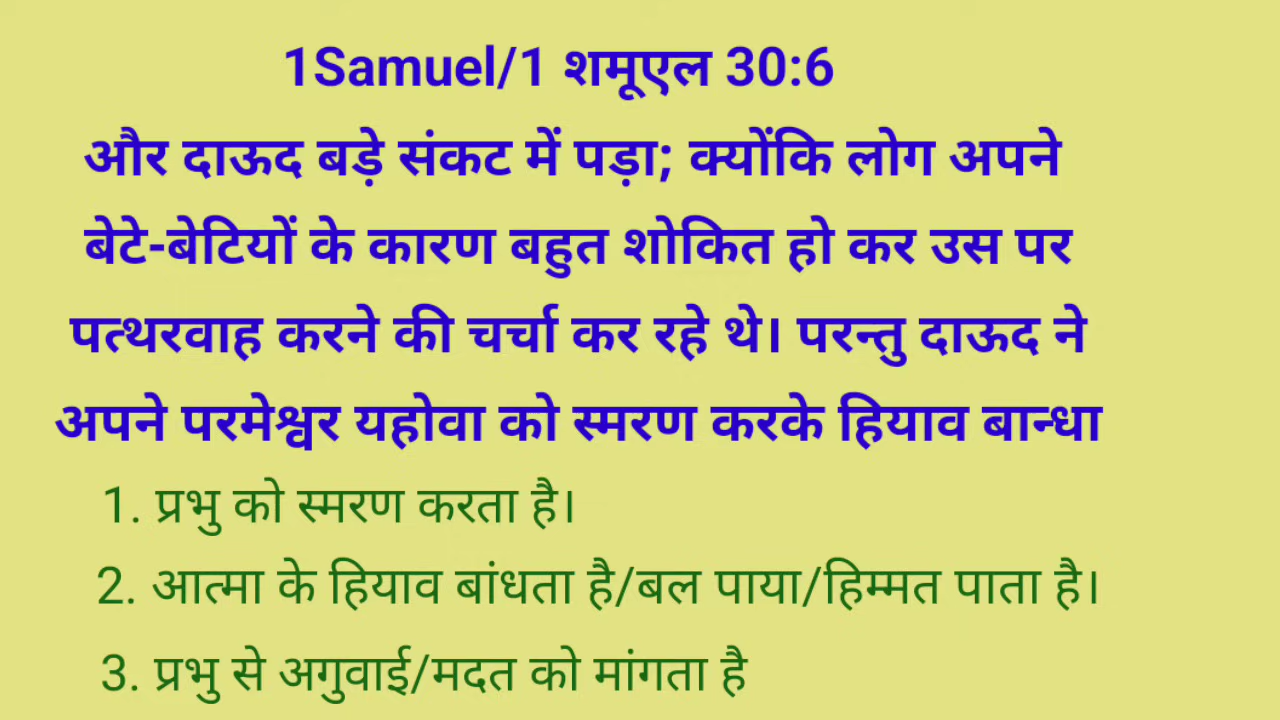 1Samuel/1 शमूएल 30:6
और दाऊद बड़े संकट में पड़ा; क्योंकि लोग अपने
बेटे-बेटियों के कारण बहुत शोकित हो कर उस पर
पत्थरवाह करने की चर्चा कर रहे थे। परन्तु दाऊद ने
अपने परमेश्वर यहोवा को स्मरण करके हियाव बान्धा
1. प्रभु को स्मरण करता है।
2. आत्मा के हियाव बांधता है/बल पाया/हिम्मत पाता है।
3. प्रभु से अगुवाई/मदत को मांगता है